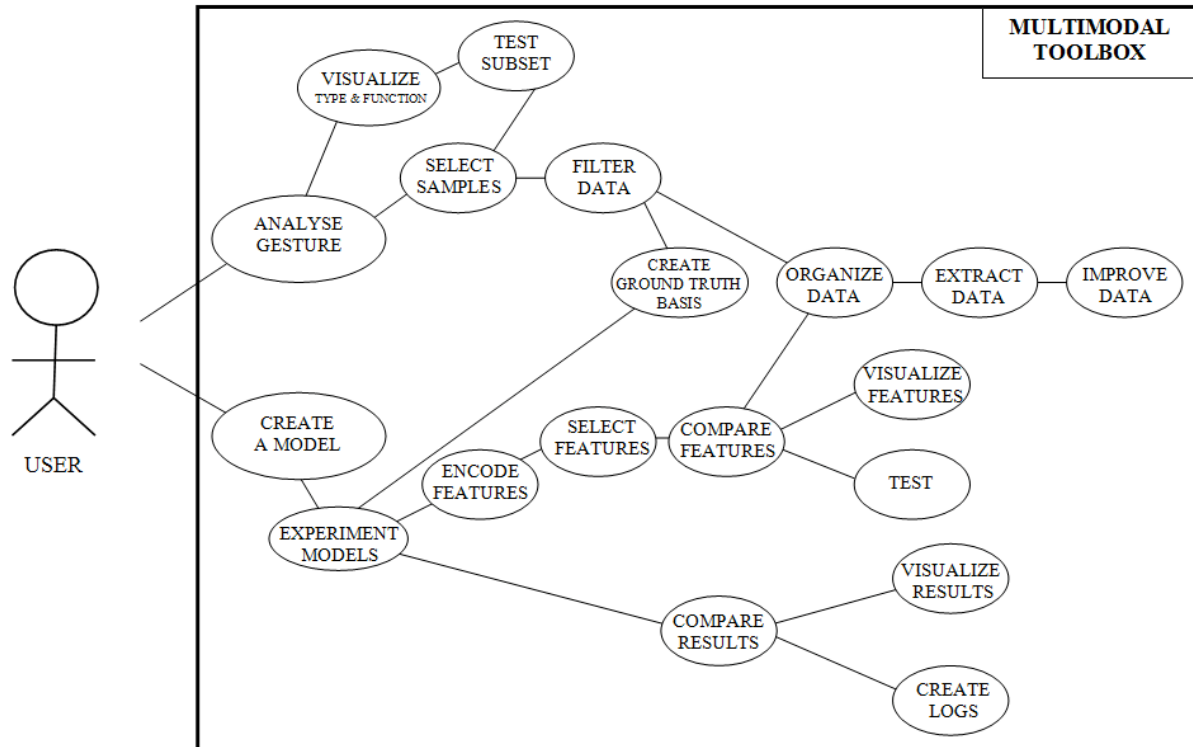 MULTIMODAL
TOOLBOX
TEST
SUBSET
VISUALIZE
TYPE & FUNCTION
SELECT
SAMPLES
FILTER
DATA
ANALYSE
GESTURE
CREATE
GROUND TRUTH
BASIS
ORGANIZE
DATA
EXTRACT
DATA
IMPROVE
DATA
VISUALIZE
FEATURES
CREATE
A MODEL
SELECT
FEATURES
COMPARE
FEATURES
USER
ENCODE
FEATURES
TEST
EXPERIMENT
MODELS
VISUALIZE
RESULTS
COMPARE
RESULTS
CREATE
LOGS